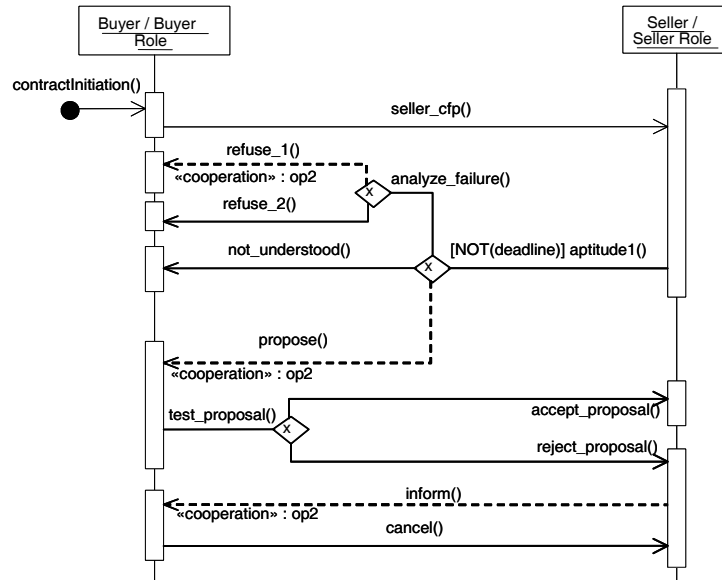 Buyer / Buyer
Role
Seller /
Seller Role
contractInitiation()
seller_cfp()
refuse_1()
«cooperation» : op2
x
analyze_failure()
refuse_2()
not_understood()
x
[NOT(deadline)] aptitude1()
propose()
«cooperation» : op2
test_proposal()
x
accept_proposal()
reject_proposal()
inform()
«cooperation» : op2
cancel()